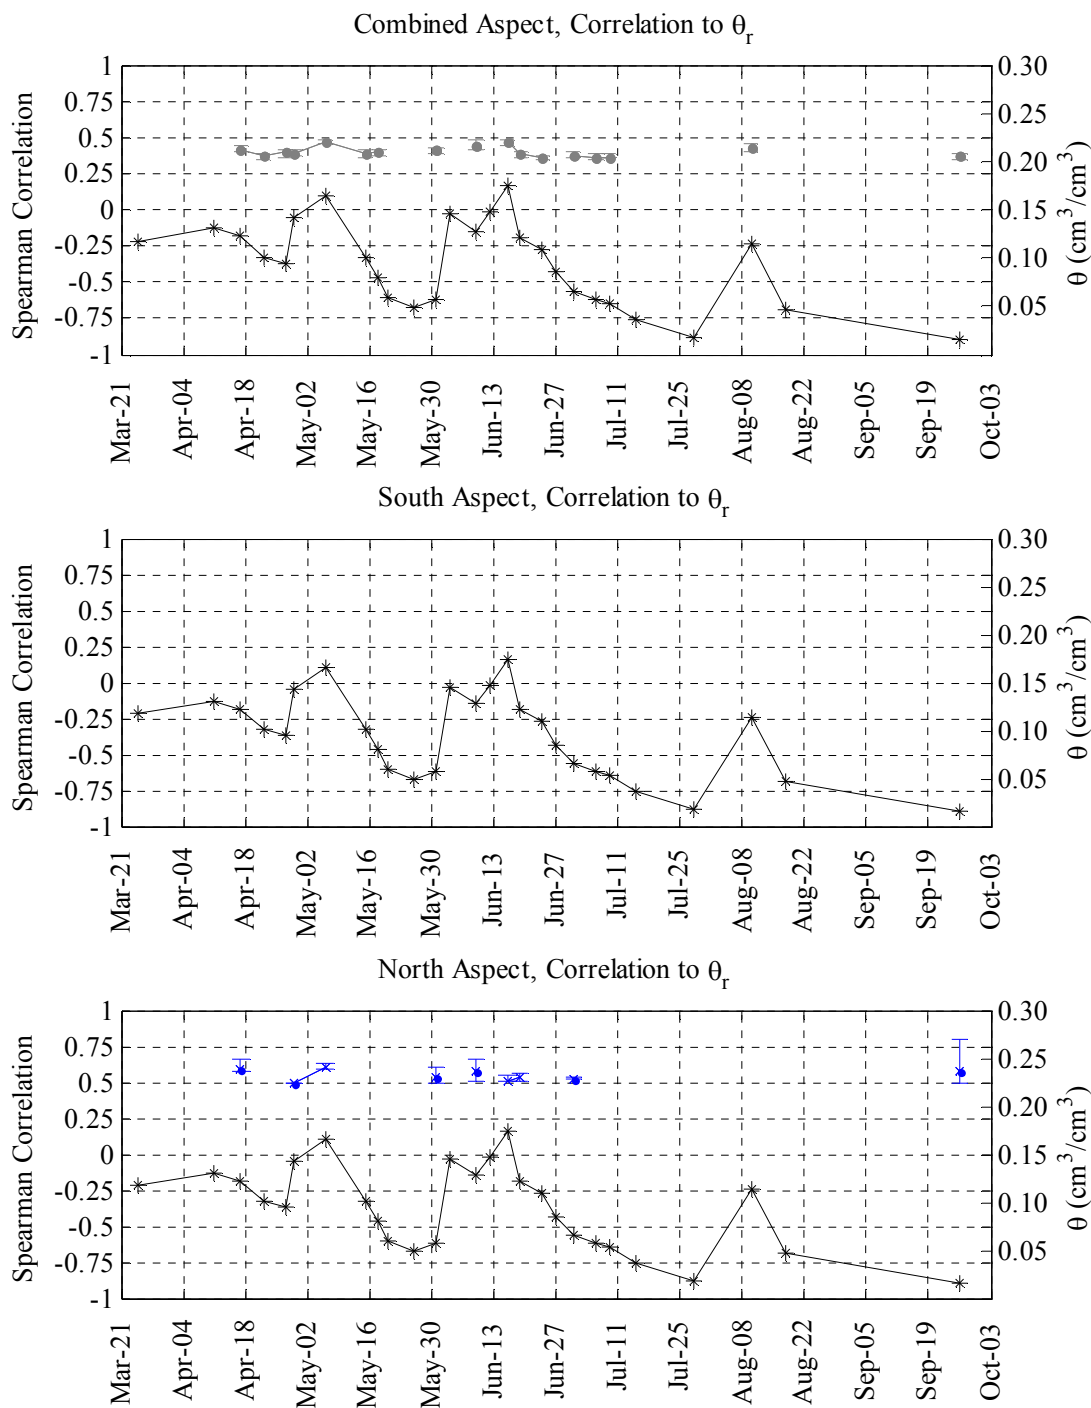 Combined Aspect, Correlation to θr
Spearman Correlation
1
0.75
0.5
0.25
0
-0.25
-0.5
-0.75
-1
0.30
0.25
0.20
0.15
0.10
0.05
θ (cm³/cm³)
Mar-21
Apr-04
Apr-18
May-02
May-16
May-30
Jun-13
Jun-27
Jul-11
Jul-25
Aug-08
Aug-22
Sep-05
Sep-19
Oct-03
South Aspect, Correlation to θr
Spearman Correlation
1
0.75
0.5
0.25
0
-0.25
-0.5
-0.75
-1
0.30
0.25
0.20
0.15
0.10
0.05
θ (cm³/cm³)
Mar-21
Apr-04
Apr-18
May-02
May-16
May-30
Jun-13
Jun-27
Jul-11
Jul-25
Aug-08
Aug-22
Sep-05
Sep-19
Oct-03
North Aspect, Correlation to θr
Spearman Correlation
1
0.75
0.5
0.25
0
-0.25
-0.5
-0.75
-1
0.30
0.25
0.20
0.15
0.10
0.05
θ (cm³/cm³)
Mar-21
Apr-04
Apr-18
May-02
May-16
May-30
Jun-13
Jun-27
Jul-11
Jul-25
Aug-08
Aug-22
Sep-05
Sep-19
Oct-03